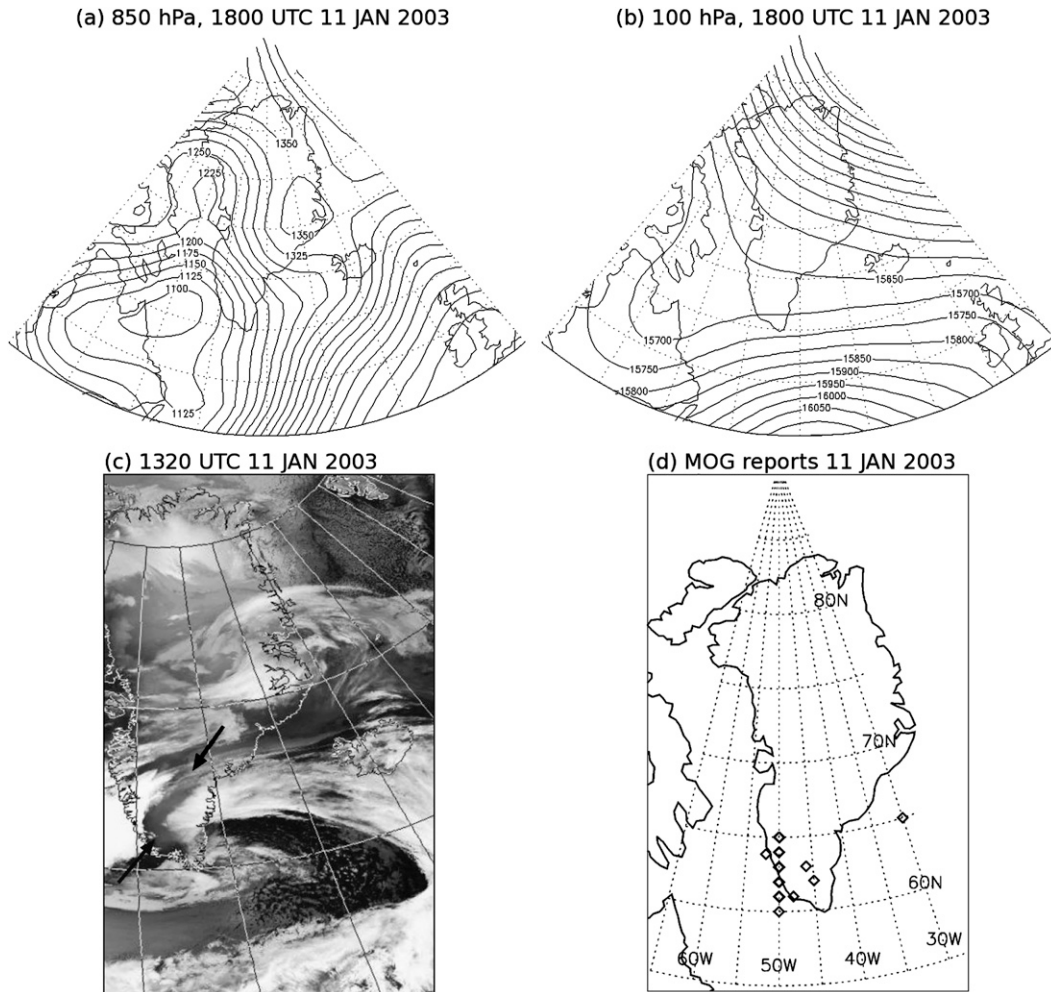 (a) 850 hPa, 1800 UTC 11 JAN 2003
(b) 100 hPa, 1800 UTC 11 JAN 2003
1350
1250
1225
1350
1325
1200
1175
1150
1125
1100
1125
15650
15700
15750
15800
15700
15750
15800
15850
15900
15950
16000
16050
(c) 1320 UTC 11 JAN 2003
(d) MOG reports 11 JAN 2003
80N
70N
60N
60W
50W
40W
30W